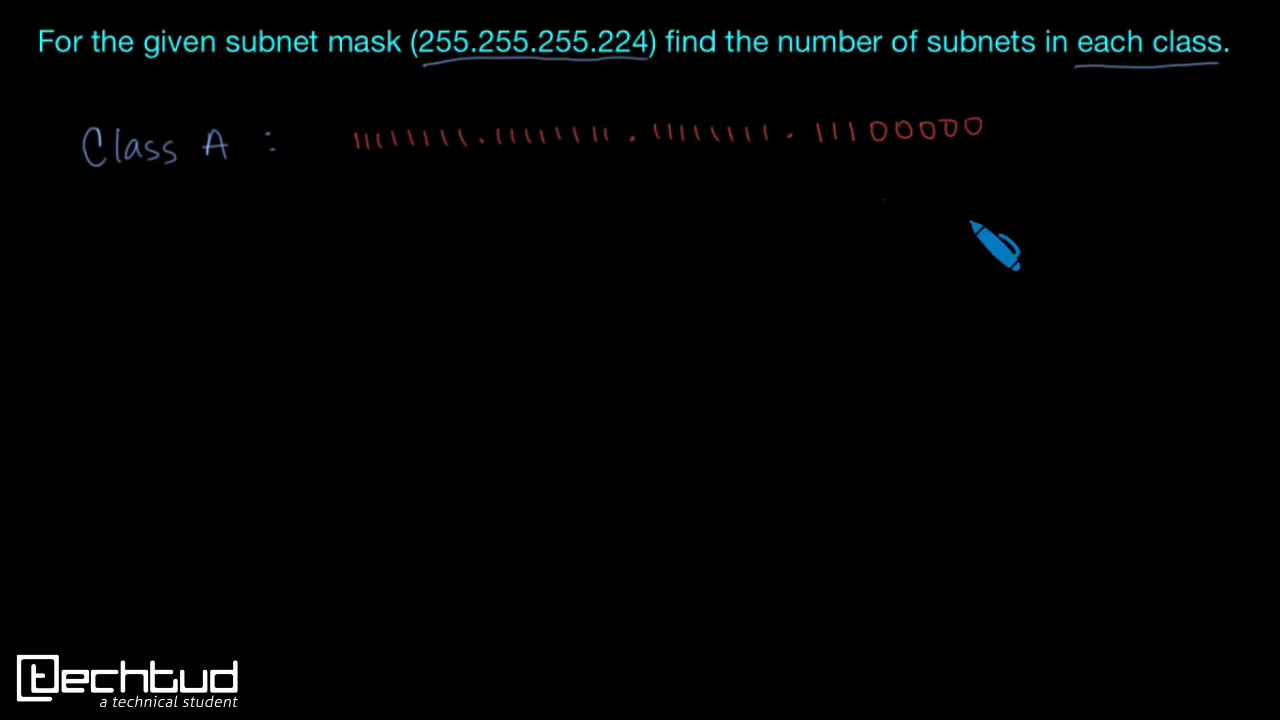 For the given subnet mask (255.255.255.224) find the number of subnets in each class.
Class A : 11111111.11111111.11111111.11100000
techtud
a technical student